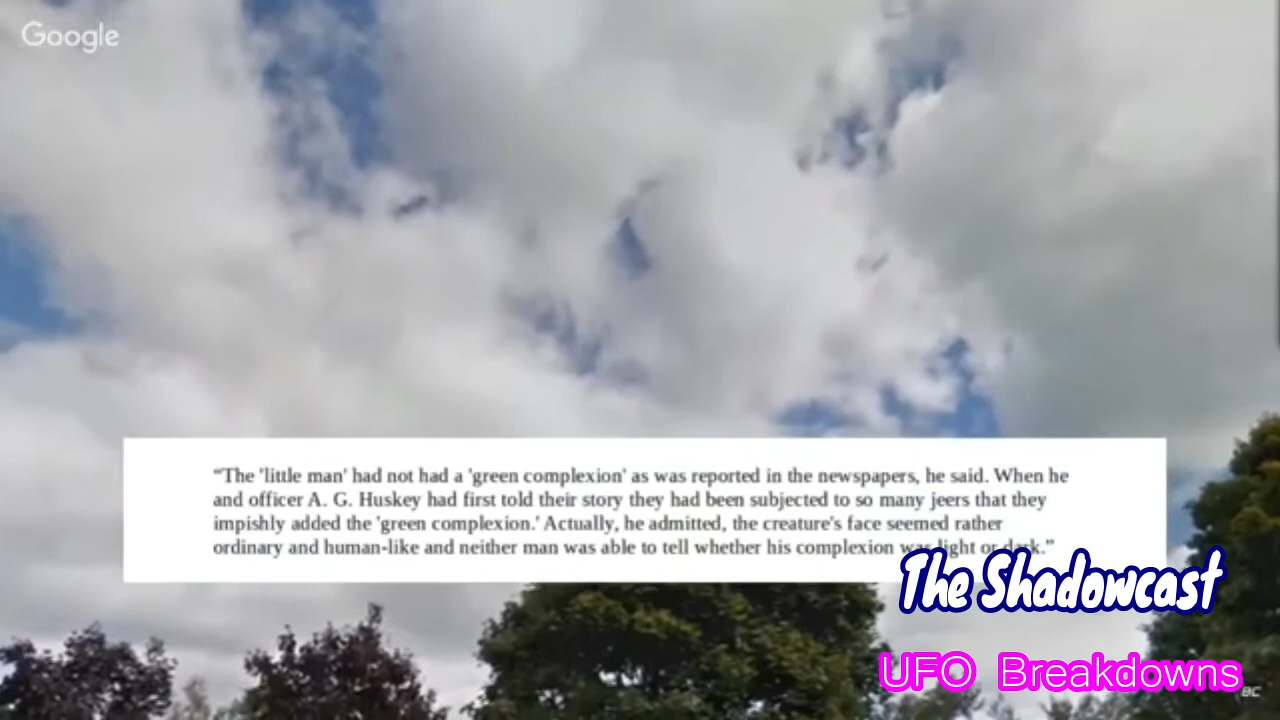 Google
“The 'little man' had not had a 'green complexion' as was reported in the newspapers, he said. When he
and officer A. G. Huskey had first told their story they had been subjected to so many jeers that they
impishly added the 'green complexion.' Actually, he admitted, the creature's face seemed rather
ordinary and human-like and neither man was able to tell whether his complexion was light or dark.”
The Shadowcast
UFO Breakdowns
BC